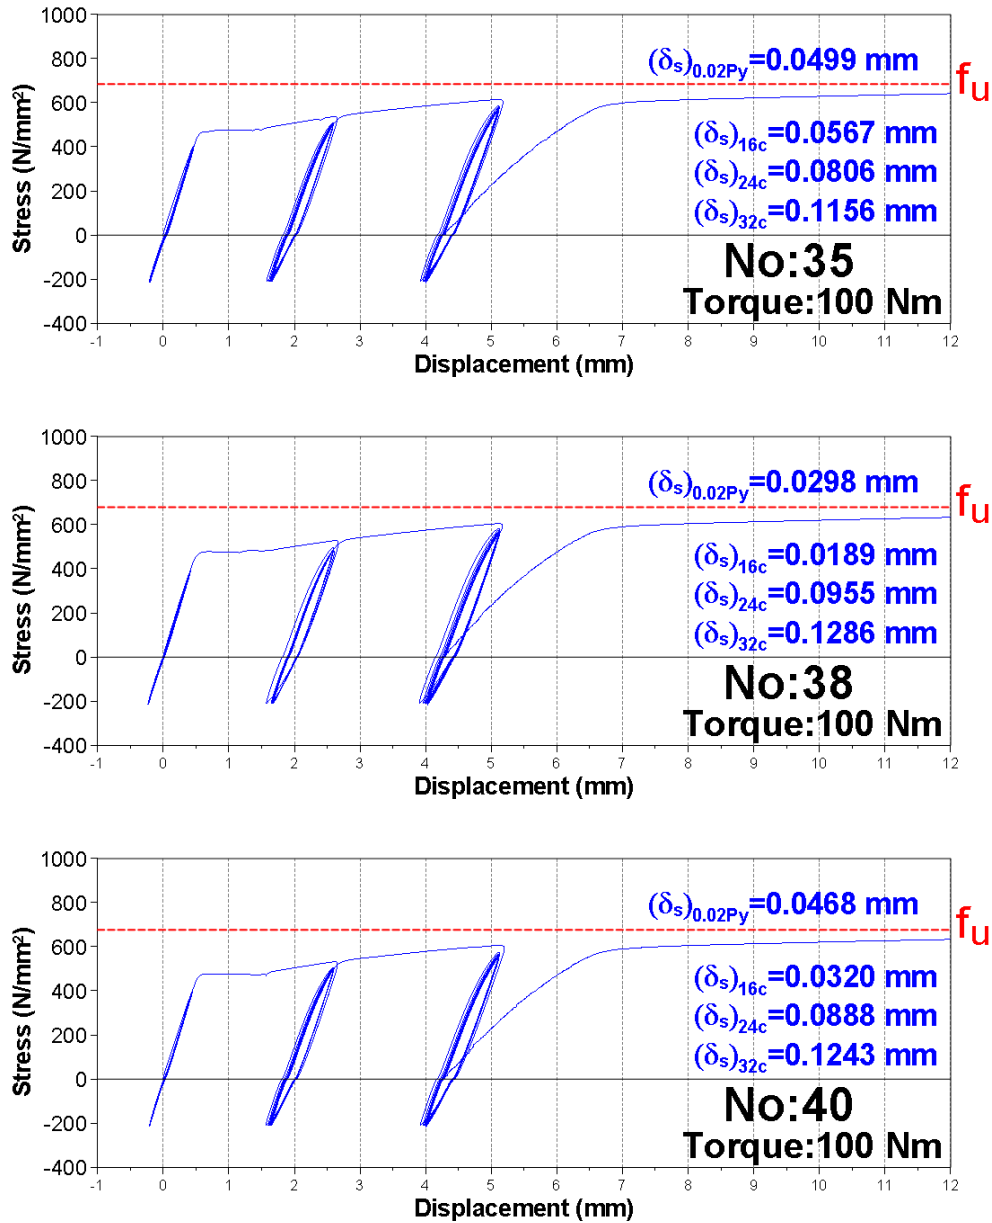 1000
800
600
400
200
0
-200
-400
Stress (N/mm²)
(δs)0.02Py=0.0499 mm
fu
(δs)16c=0.0567 mm
(δs)24c=0.0806 mm
(δs)32c=0.1156 mm
No:35
Torque:100 Nm
-1 0 1 2 3 4 5 6 7 8 9 10 11 12
Displacement (mm)
1000
800
600
400
200
0
-200
-400
Stress (N/mm²)
(δs)0.02Py=0.0298 mm
fu
(δs)16c=0.0189 mm
(δs)24c=0.0955 mm
(δs)32c=0.1286 mm
No:38
Torque:100 Nm
-1 0 1 2 3 4 5 6 7 8 9 10 11 12
Displacement (mm)
1000
800
600
400
200
0
-200
-400
Stress (N/mm²)
(δs)0.02Py=0.0468 mm
fu
(δs)16c=0.0320 mm
(δs)24c=0.0888 mm
(δs)32c=0.1243 mm
No:40
Torque:100 Nm
-1 0 1 2 3 4 5 6 7 8 9 10 11 12
Displacement (mm)